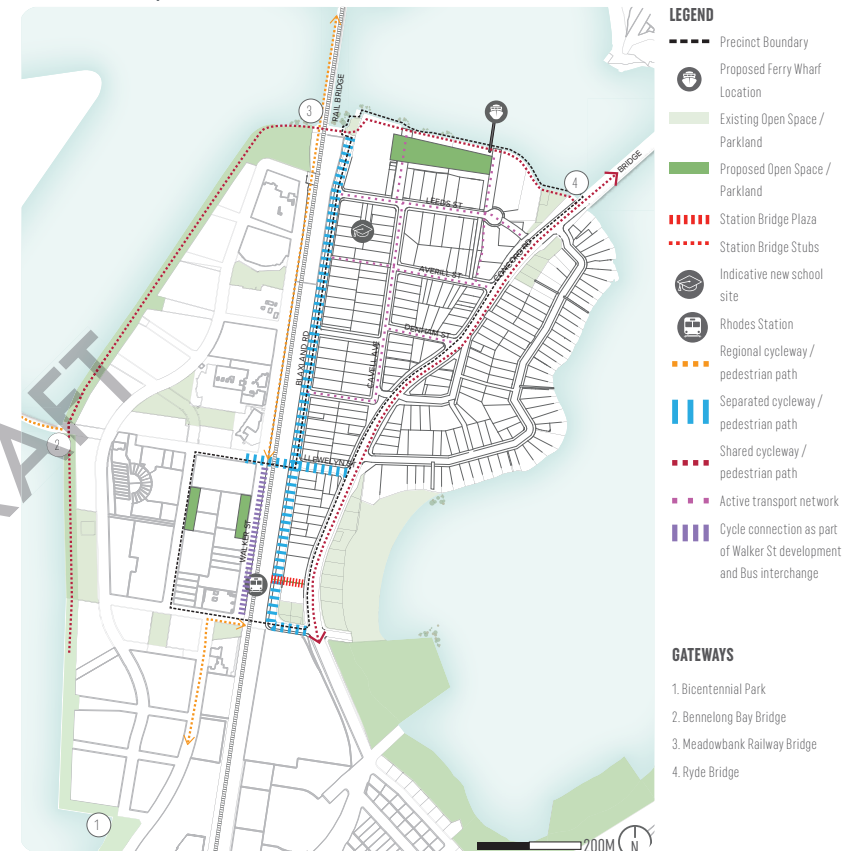 LEGEND
Precinct Boundary
Proposed Ferry Wharf
Location
Existing Open Space /
Parkland
Proposed Open Space /
Parkland
Station Bridge Plaza
Station Bridge Stubs
Indicative new school
site
Rhodes Station
Regional cycleway /
pedestrian path
Separated cycleway /
pedestrian path
Shared cycleway /
pedestrian path
Active transport network
Cycle connection as part
of Walker St development
and Bus interchange
GATEWAYS
1. Bicentennial Park
2. Bennelong Bay Bridge
3. Meadowbank Railway Bridge
4. Ryde Bridge
3
RAIL BRIDGE
4
BRIDGE
LEEDS ST
CONCORD RD
AVERILL ST
DENHAM ST
BLAXLAND RD
CAVELL AVE
2
RAFT
LLEWELYN ST
WALKER ST
1
200M
N